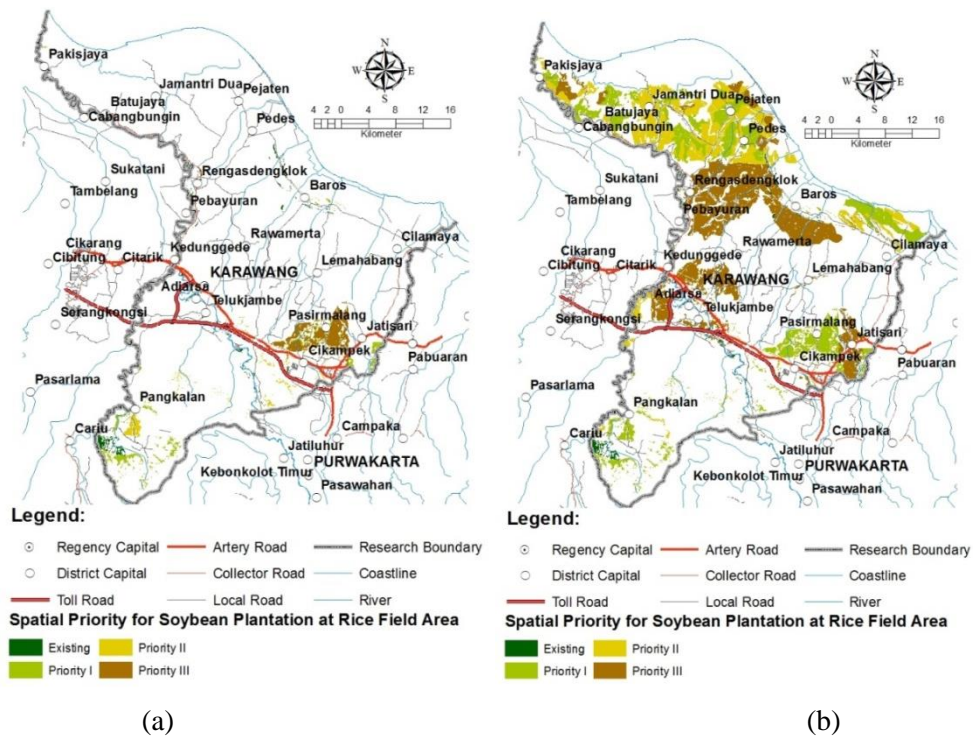 N
W E
S
Pakisjaya
Jamantri Dua
Pejaten
Batujaya
Cabangbungin
Pedes
4 2 0 4 8 12 16
Kilometer
Sukatani
Rengasdengklok
Tambelang
Baros
Pebayuran
Rawamerta
Cilamaya
Cikarang
Kedunggede
Cibitung
Citarik
Lemahabang
KARAWANG
Adiarsa
Telukjambe
Serangkongsi
Pasirmalang
Jatisari
Cikampek
Pabuaran
Pasarlama
Pangkalan
Cariu
Campaka
Jatiluhur
Kebonkolot Timur
PURWAKARTA
Pasawahan
Legend:
Regency Capital Artery Road Research Boundary
District Capital Collector Road Coastline
Toll Road Local Road River
Spatial Priority for Soybean Plantation at Rice Field Area
Existing Priority II
Priority I Priority III
(a)
N
W E
S
Pakisjaya
Jamantri Dua
Pejaten
Batujaya
Cabangbungin
Pedes
4 2 0 4 8 12 16
Kilometer
Sukatani
Rengasdengklok
Tambelang
Baros
Pebayuran
Rawamerta
Cilamaya
Cikarang
Kedunggede
Cibitung
Citarik
Lemahabang
KARAWANG
Adiarsa
Telukjambe
Serangkongsi
Pasirmalang
Jatisari
Cikampek
Pabuaran
Pasarlama
Pangkalan
Cariu
Campaka
Jatiluhur
Kebonkolot Timur
PURWAKARTA
Pasawahan
Legend:
Regency Capital Artery Road Research Boundary
District Capital Collector Road Coastline
Toll Road Local Road River
Spatial Priority for Soybean Plantation at Rice Field Area
Existing Priority II
Priority I Priority III
(b)